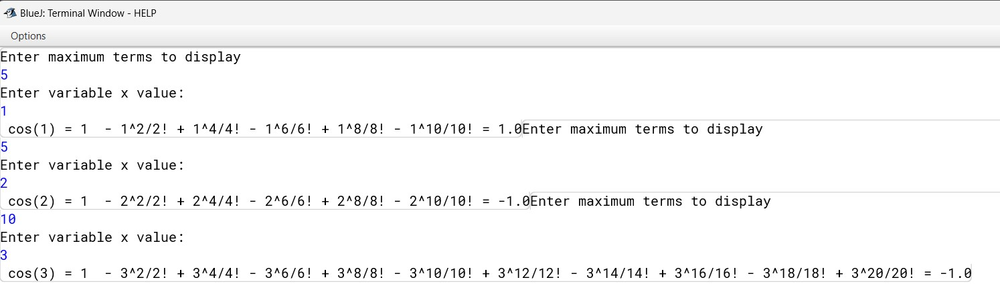 BlueJ: Terminal Window - HELP
Options
Enter maximum terms to display
5
Enter variable x value:
1
cos(1) = 1  - 1^2/2! + 1^4/4! - 1^6/6! + 1^8/8! - 1^10/10! = 1.0Enter maximum terms to display
5
Enter variable x value:
2
cos(2) = 1  - 2^2/2! + 2^4/4! - 2^6/6! + 2^8/8! - 2^10/10! = -1.0Enter maximum terms to display
10
Enter variable x value:
3
cos(3) = 1  - 3^2/2! + 3^4/4! - 3^6/6! + 3^8/8! - 3^10/10! + 3^12/12! - 3^14/14! + 3^16/16! - 3^18/18! + 3^20/20! = -1.0